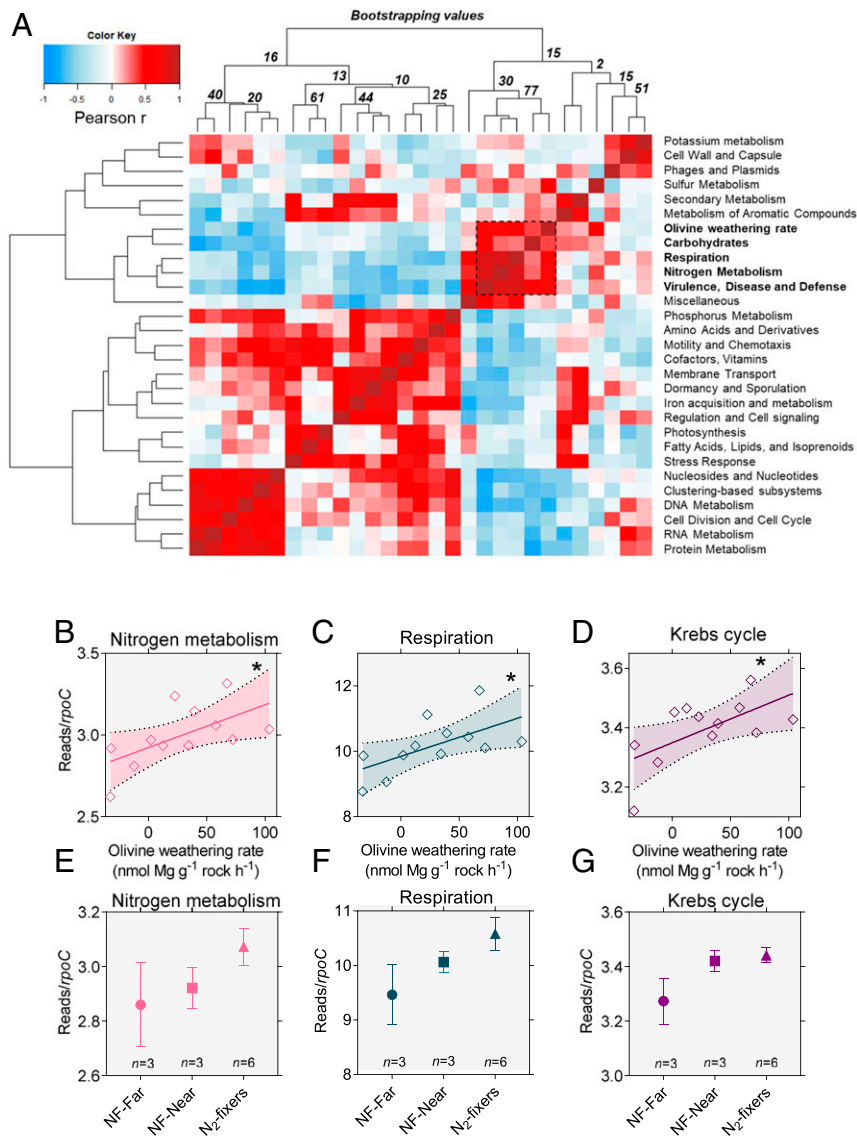 A
Bootstrapping values
Color Key
-1 -0.5 0 0.5 1
Pearson r
16
15
13
10
2
40
20
61
44
25
30
77
15
51
Potassium metabolism
Cell Wall and Capsule
Phages and Plasmids
Sulfur Metabolism
Secondary Metabolism
Metabolism of Aromatic Compounds
Olivine weathering rate
Carbohydrates
Respiration
Nitrogen Metabolism
Virulence, Disease and Defense
Miscellaneous
Phosphorus Metabolism
Amino Acids and Derivatives
Motility and Chemotaxis
Cofactors, Vitamins
Membrane Transport
Dormancy and Sporulation
Iron acquisition and metabolism
Regulation and Cell signaling
Photosynthesis
Fatty Acids, Lipids, and Isoprenoids
Stress Response
Nucleosides and Nucleotides
Clustering-based subsystems
DNA Metabolism
Cell Division and Cell Cycle
RNA Metabolism
Protein Metabolism
B
Nitrogen metabolism
3.5
3.0
2.5
Reads/rpoC
*
0 50 100
Olivine weathering rate
(nmol Mg g⁻¹ rock h⁻¹)
C
Respiration
12
10
8
*
0 50 100
Olivine weathering rate
(nmol Mg g⁻¹ rock h⁻¹)
D
Krebs cycle
3.6
3.4
3.2
*
0 50 100
Olivine weathering rate
(nmol Mg g⁻¹ rock h⁻¹)
E
Nitrogen metabolism
3.2
3.0
2.8
2.6
Reads/rpoC
n=3 n=3 n=6
NF-Far NF-Near N₂-fixers
F
Respiration
11
10
9
8
Reads/rpoC
n=3 n=3 n=6
NF-Far NF-Near N₂-fixers
G
Krebs cycle
3.6
3.4
3.2
3.0
Reads/rpoC
n=3 n=3 n=6
NF-Far NF-Near N₂-fixers